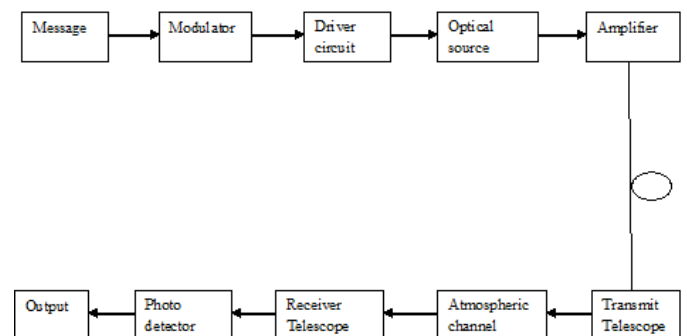 Message
Modulator
Driver
circuit
Optical
source
Amplifier
Output
Photo
detector
Receiver
Telescope
Atmospheric
channel
Transmit
Telescope